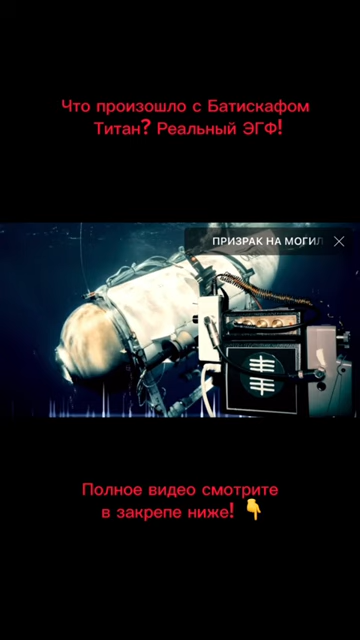 Что произошло с Батискафом
Титан? Реальный ЭГФ!
ПРИЗРАК НА МОГИЛ
Полное видео смотрите
в закрепе ниже! 👇